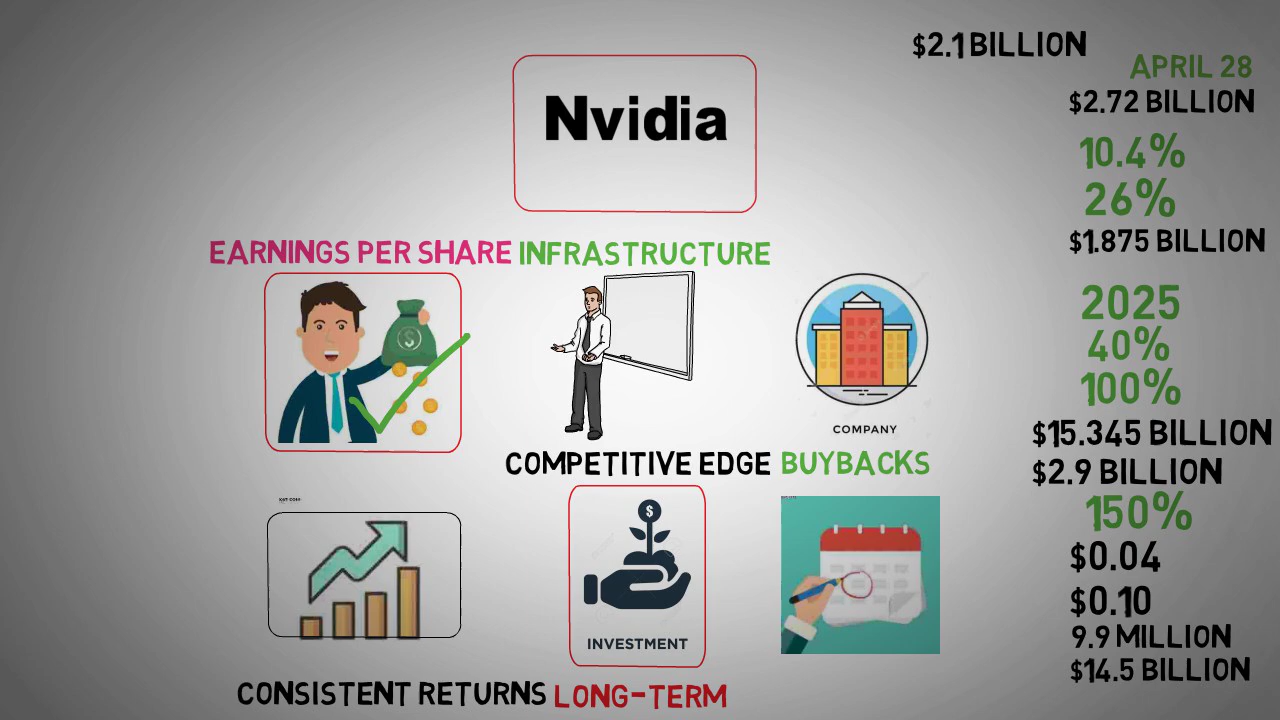 $2.1 BILLION
APRIL 28
$2.72 BILLION
Nvidia
10.4%
26%
$1.875 BILLION
EARNINGS PER SHARE INFRASTRUCTURE
2025
40%
100%
COMPANY
$15.345 BILLION
COMPETITIVE EDGE BUYBACKS
$2.9 BILLION
150%
$0.04
$0.10
9.9 MILLION
INVESTMENT
$14.5 BILLION
CONSISTENT RETURNS LONG-TERM